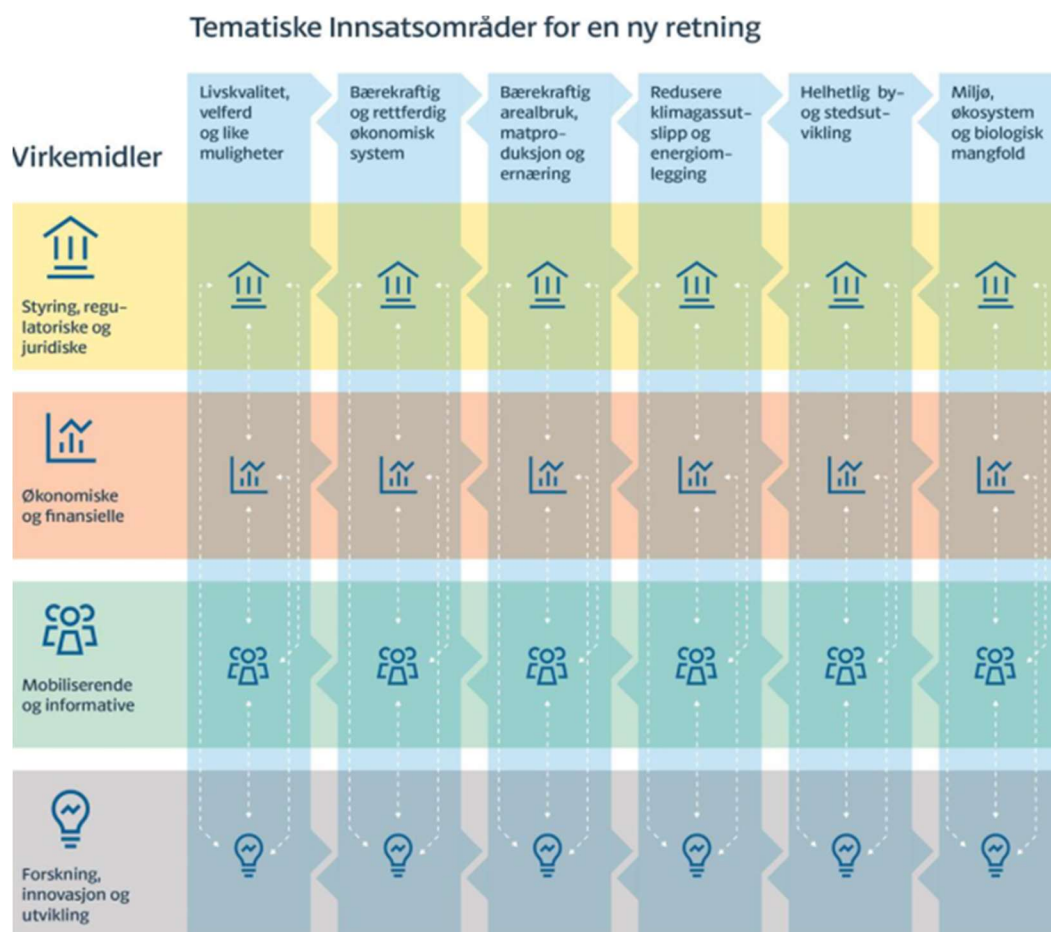 Tematiske Innsatsområder for en ny retning
Livskvalitet,
velferd
og like
muligheter
Bærekraftig
og rettferdig
økonomisk
system
Bærekraftig
arealbruk,
matpro-
duksjon og
ernæring
Redusere
klimagassut-
slipp og
energiom-
legging
Helhetlig by-
og stedsut-
vikling
Miljø,
økosystem
og biologisk
mangfold
Virkemidler
Styring, regu-
latoriske og
juridiske
Økonomiske
og finansielle
Mobiliserende
og informative
Forskning,
innovasjon og
utvikling